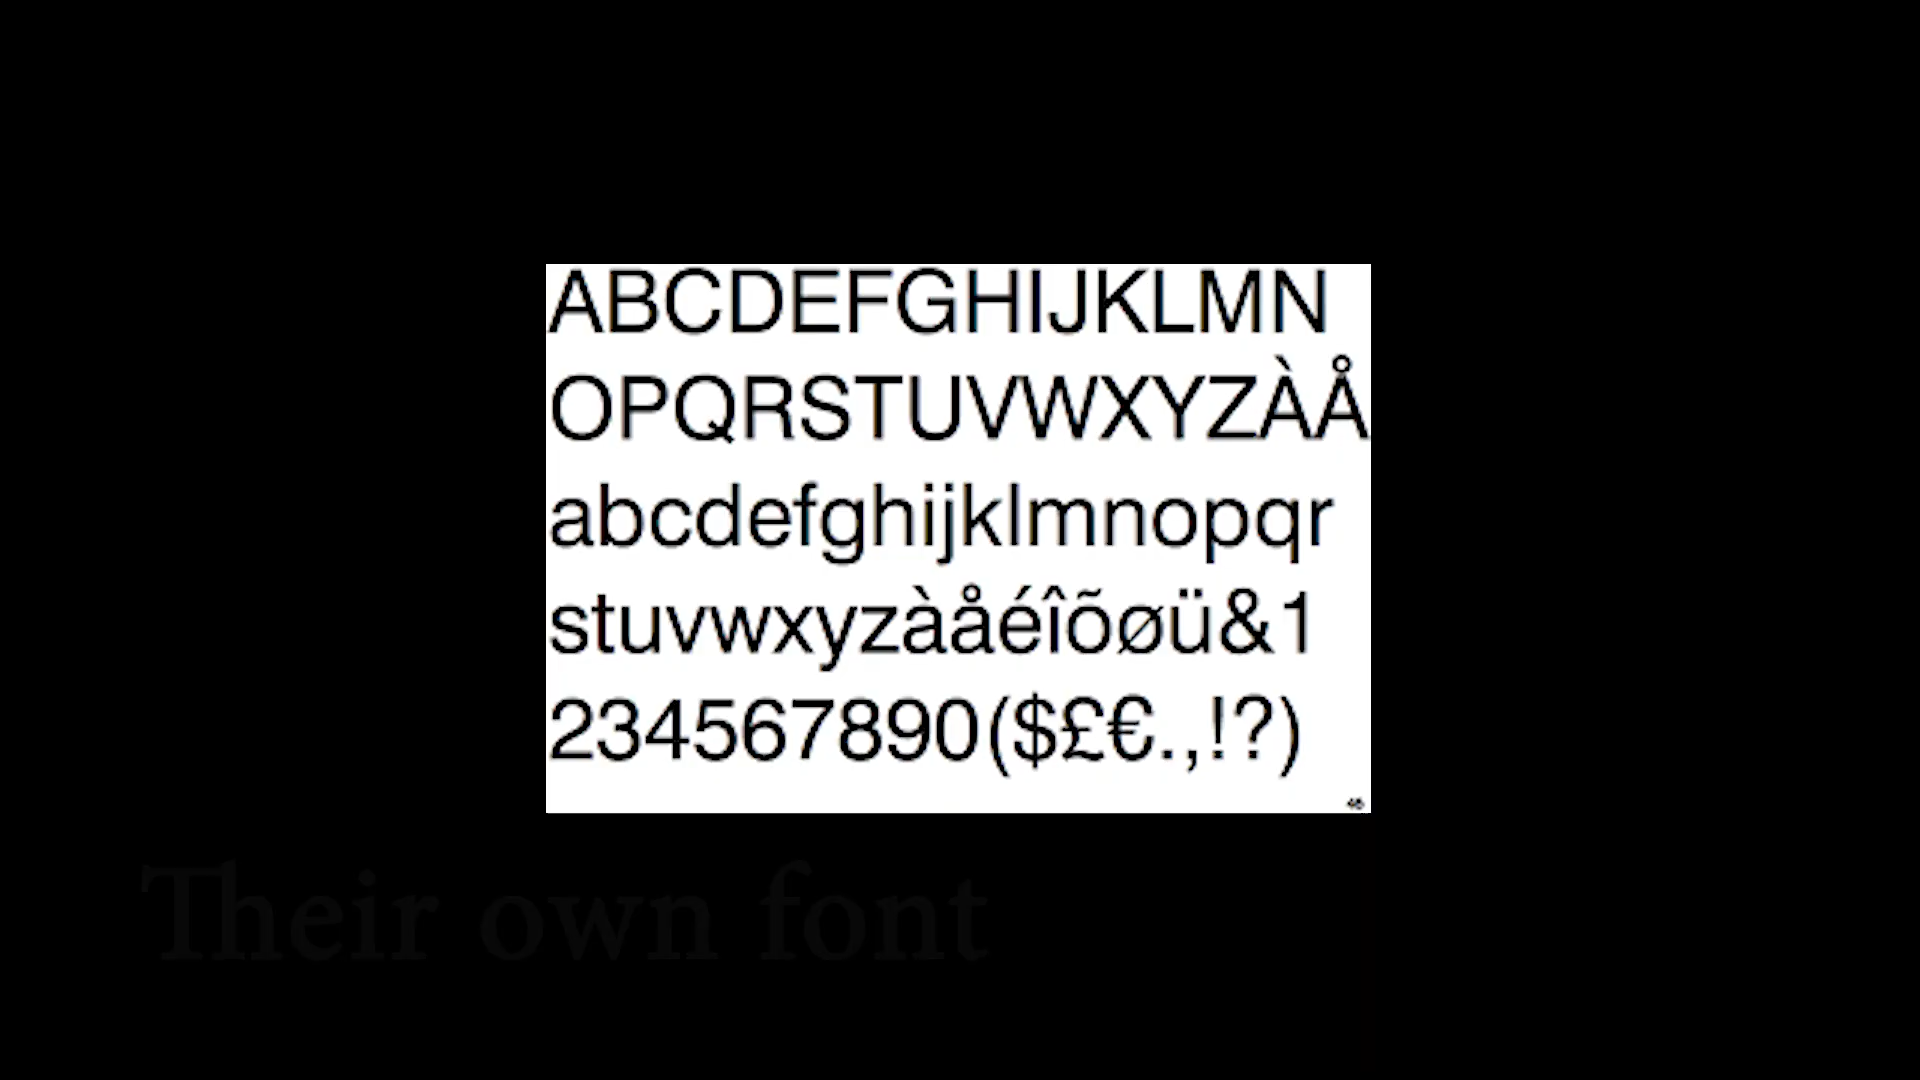 ABCDEFGHIJKLMN
OPQRSTUVWXYZÀÅ
abcdefghijklmnopqr
stuvwxyzàåéîõøü&1
234567890($£€.,!?)
Their own font